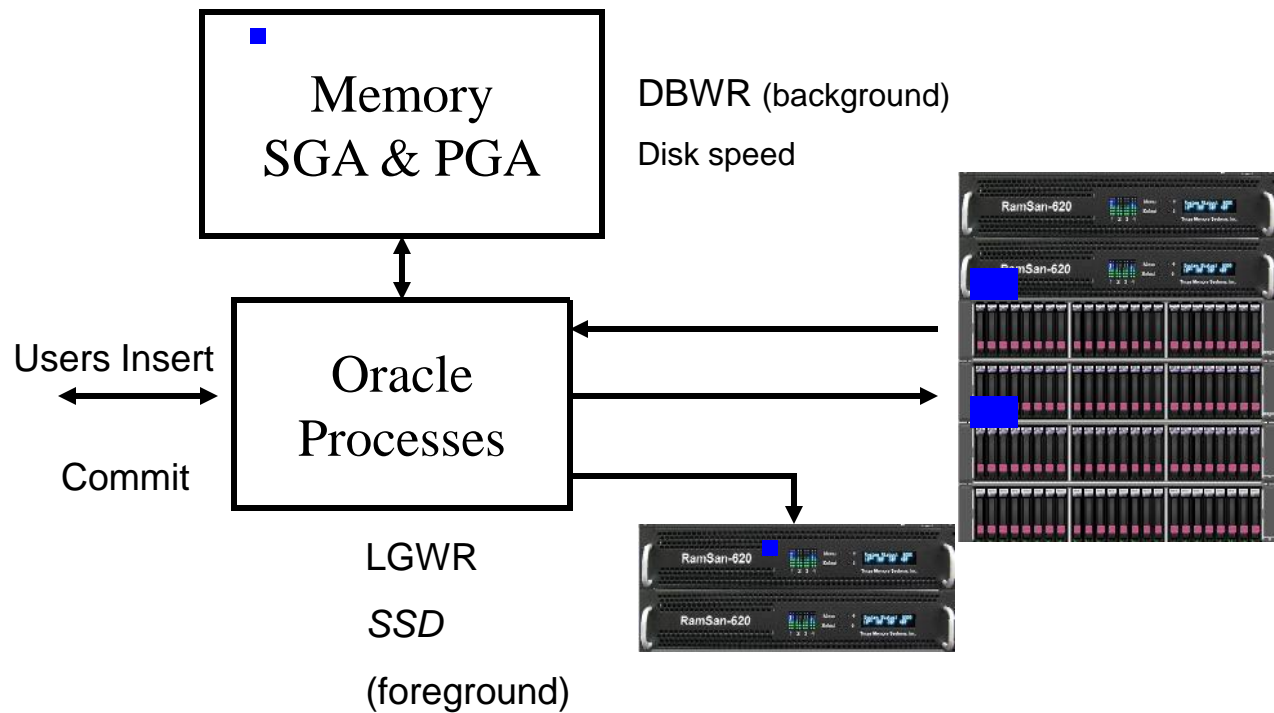 Memory
SGA & PGA
DBWR (background)
Disk speed
RamSan-620
RamSan-620
Users Insert
Commit
Oracle
Processes
LGWR
SSD
(foreground)
RamSan-620
RamSan-620